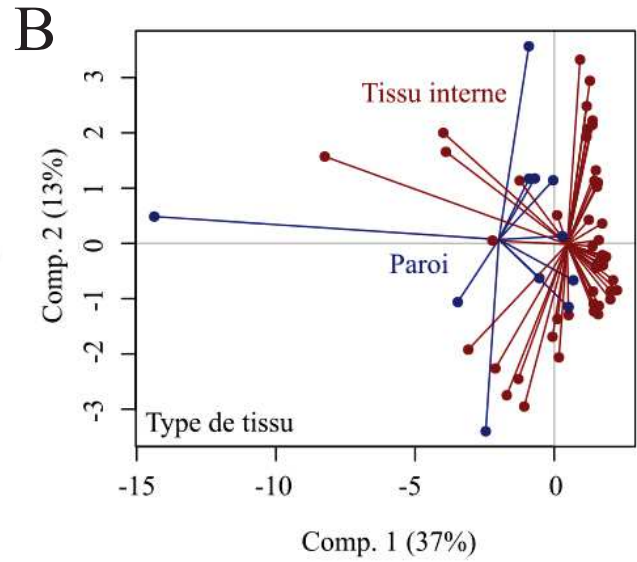 B
Tissu interne
Paroi
Type de tissu
Comp. 2 (13%)
3
2
1
0
-1
-2
-3
-15
-10
-5
0
Comp. 1 (37%)